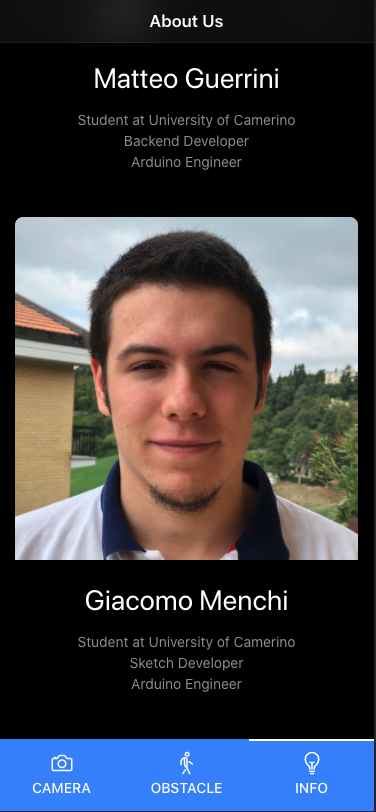 About Us
Matteo Guerrini
Student at University of Camerino
Backend Developer
Arduino Engineer
Giacomo Menchi
Student at University of Camerino
Sketch Developer
Arduino Engineer
CAMERA OBSTACLE INFO